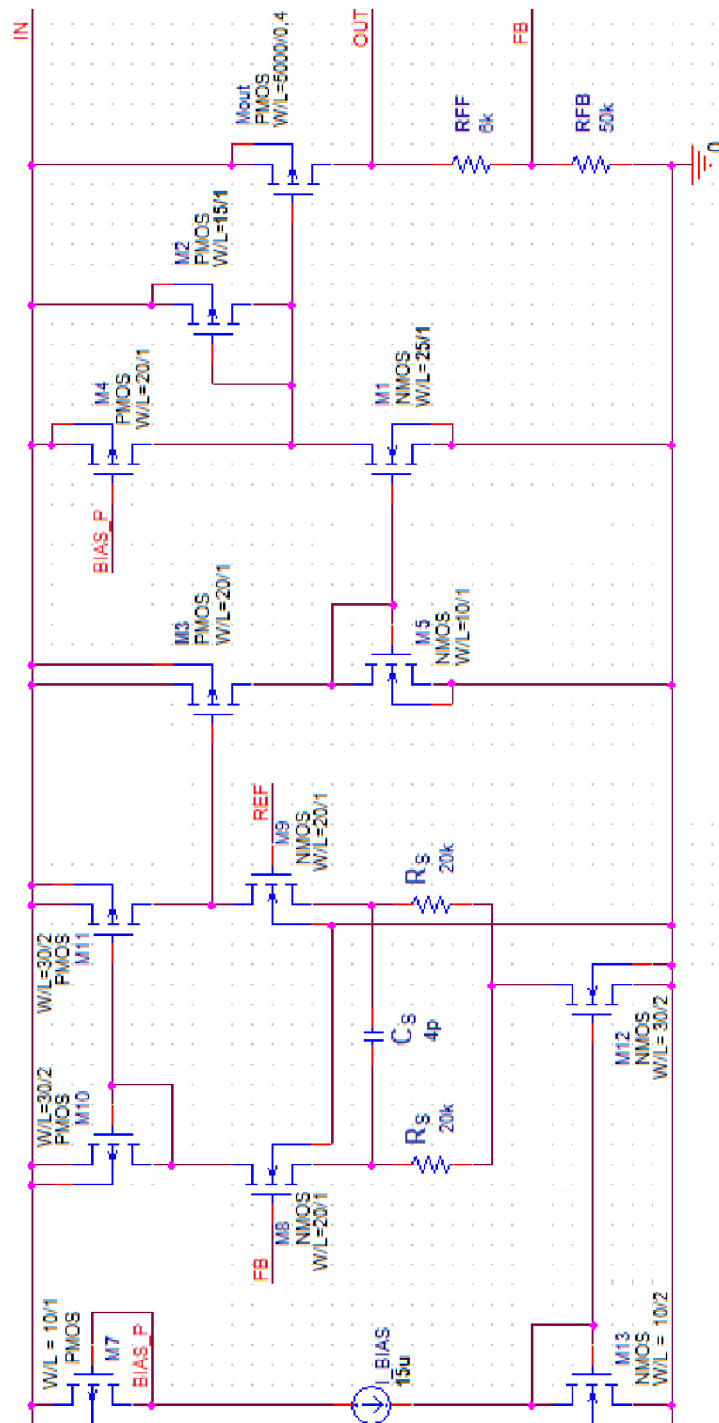 IN
OUT
FB
Mout
PMOS
W/L=5000/0.4
RFF
6k
RFB
50k
0
M2
PMOS
W/L=15/1
M4
PMOS
W/L=20/1
BIAS_P
M1
NMOS
W/L=25/1
M3
PMOS
W/L=20/1
M5
NMOS
W/L=10/1
REF
M9
NMOS
W/L=20/1
RS
20k
W/L=30/2
PMOS
M11
CS
4p
M12
NMOS
W/L= 30/2
W/L=30/2
PMOS
M10
FB
M8
NMOS
W/L=20/1
RS
20k
W/L = 10/1
PMOS
M7
BIAS_P
I_BIAS
15u
M13
NMOS
W/L = 10/2